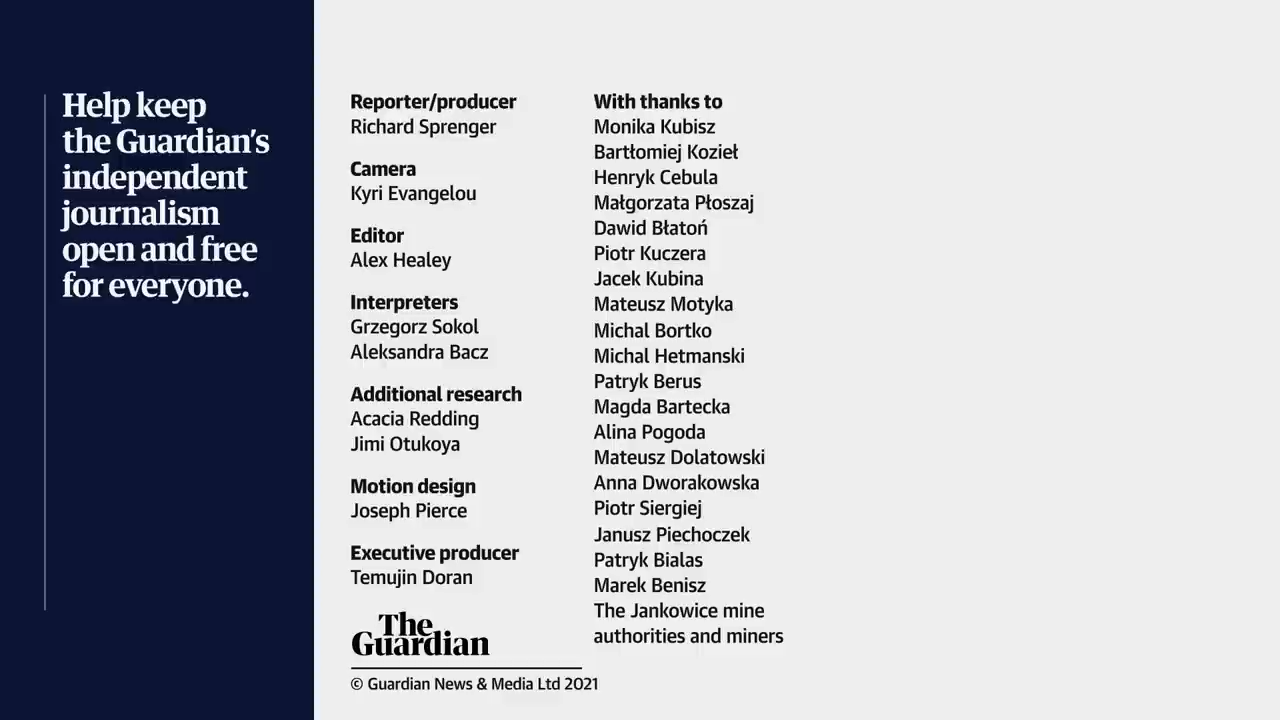 Help keep
the Guardian's
independent
journalism
open and free
for everyone.
Reporter/producer
Richard Sprenger
Camera
Kyri Evangelou
Editor
Alex Healey
Interpreters
Grzegorz Sokol
Aleksandra Bacz
Additional research
Acacia Redding
Jimi Otukoya
Motion design
Joseph Pierce
Executive producer
Temujin Doran
The
Guardian
© Guardian News & Media Ltd 2021
With thanks to
Monika Kubisz
Bartłomiej Kozieł
Henryk Cebula
Małgorzata Płoszaj
Dawid Błatoń
Piotr Kuczera
Jacek Kubina
Mateusz Motyka
Michal Bortko
Michal Hetmanski
Patryk Berus
Magda Bartecka
Alina Pogoda
Mateusz Dolatowski
Anna Dworakowska
Piotr Siergiej
Janusz Piechoczek
Patryk Bialas
Marek Benisz
The Jankowice mine
authorities and miners